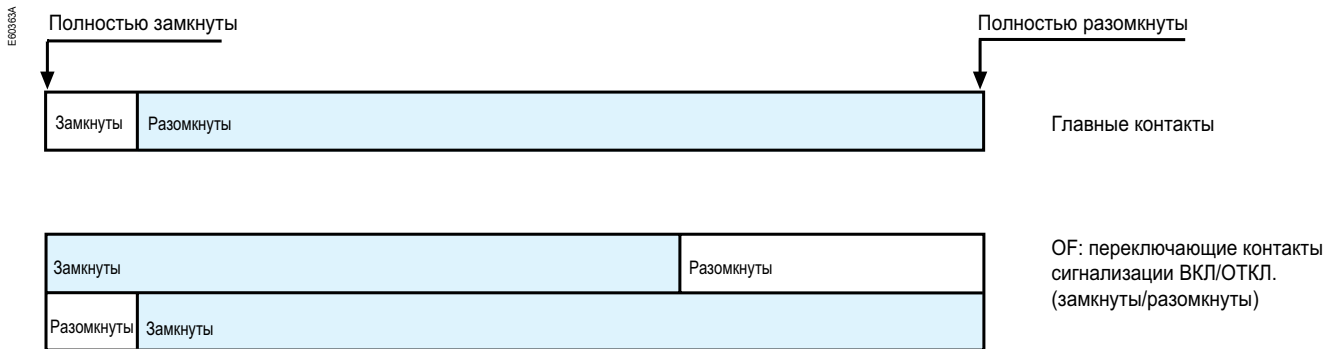 E60363A
Полностью замкнуты
Полностью разомкнуты
Замкнуты
Разомкнуты
Главные контакты
Замкнуты
Разомкнуты
OF: переключающие контакты
сигнализации ВКЛ/ОТКЛ.
(замкнуты/разомкнуты)
Разомкнуты
Замкнуты